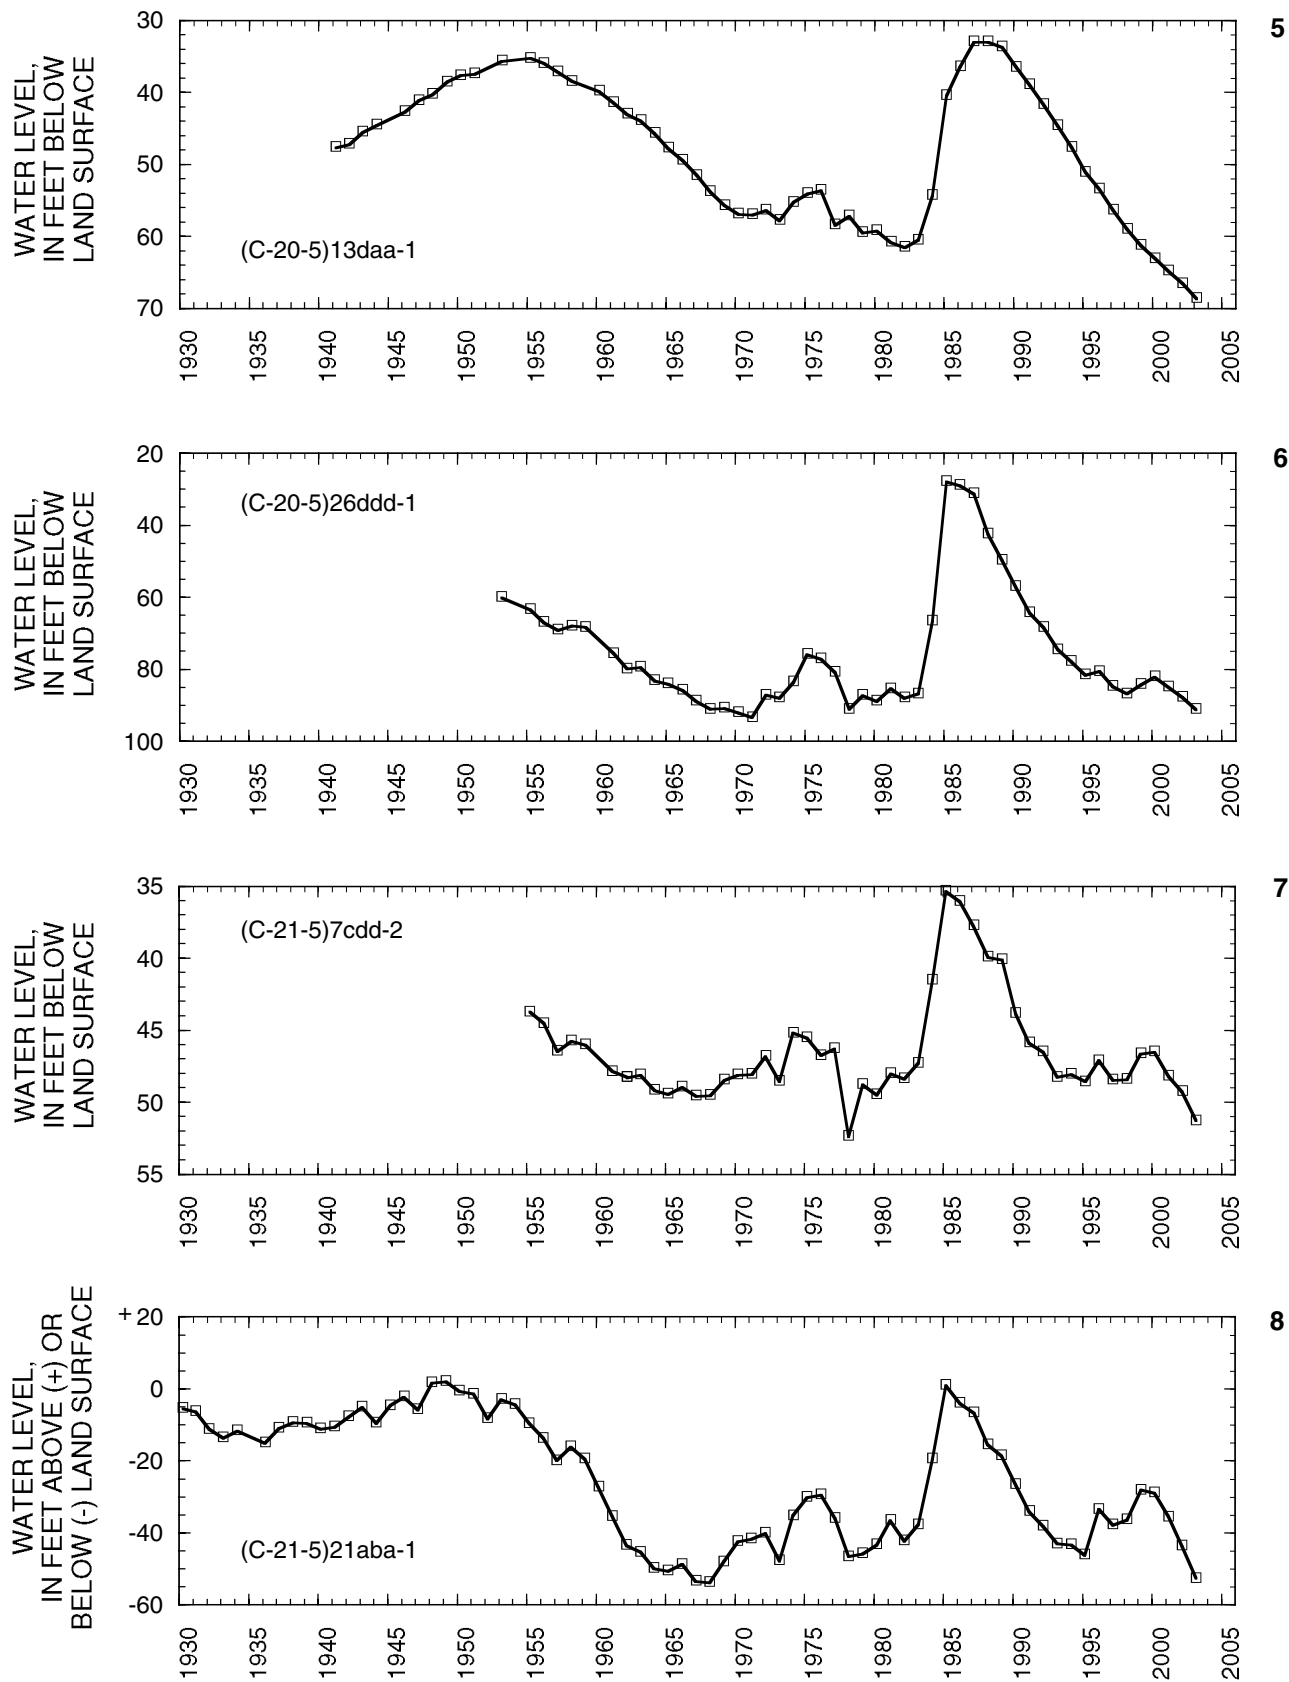 5
WATER LEVEL,
IN FEET BELOW
LAND SURFACE
30
40
50
60
70
(C-20-5)13daa-1
1930 1935 1940 1945 1950 1955 1960 1965 1970 1975 1980 1985 1990 1995 2000 2005
6
WATER LEVEL,
IN FEET BELOW
LAND SURFACE
20
40
60
80
100
(C-20-5)26ddd-1
1930 1935 1940 1945 1950 1955 1960 1965 1970 1975 1980 1985 1990 1995 2000 2005
7
WATER LEVEL,
IN FEET BELOW
LAND SURFACE
35
40
45
50
55
(C-21-5)7cdd-2
1930 1935 1940 1945 1950 1955 1960 1965 1970 1975 1980 1985 1990 1995 2000 2005
8
WATER LEVEL,
IN FEET ABOVE (+) OR
BELOW (-) LAND SURFACE
+20
0
-20
-40
-60
(C-21-5)21aba-1
1930 1935 1940 1945 1950 1955 1960 1965 1970 1975 1980 1985 1990 1995 2000 2005